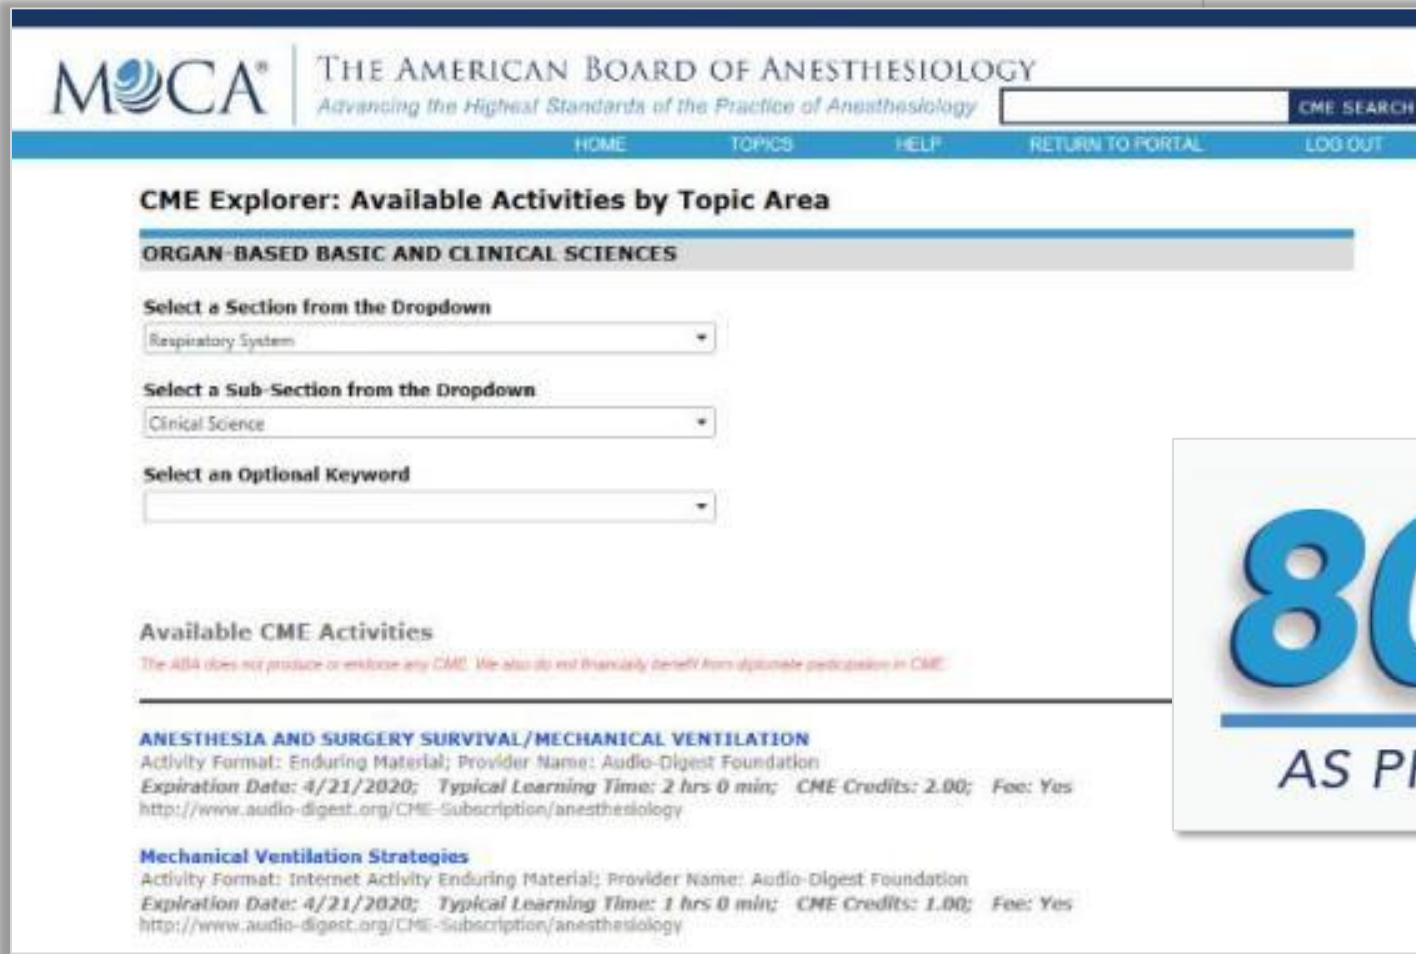 MOCA®
THE AMERICAN BOARD OF ANESTHESIOLOGY
Advancing the Highest Standards of the Practice of Anesthesiology
CME SEARCH
HOME TOPICS HELP RETURN TO PORTAL LOG OUT
CME Explorer: Available Activities by Topic Area
ORGAN-BASED BASIC AND CLINICAL SCIENCES
Select a Section from the Dropdown
Respiratory System
Select a Sub-Section from the Dropdown
Clinical Science
Select an Optional Keyword
Available CME Activities
The ABA does not produce or endorse any CME. We also do not financially benefit from diplomate participation in CME.
ANESTHESIA AND SURGERY SURVIVAL/MECHANICAL VENTILATION
Activity Format: Enduring Material; Provider Name: Audio-Digest Foundation
Expiration Date: 4/21/2020; Typical Learning Time: 2 hrs 0 min; CME Credits: 2.00; Fee: Yes
http://www.audio-digest.org/CME-Subscription/anesthesiology
Mechanical Ventilation Strategies
Activity Format: Internet Activity Enduring Material; Provider Name: Audio-Digest Foundation
Expiration Date: 4/21/2020; Typical Learning Time: 1 hrs 0 min; CME Credits: 1.00; Fee: Yes
http://www.audio-digest.org/CME-Subscription/anesthesiology
8
AS P